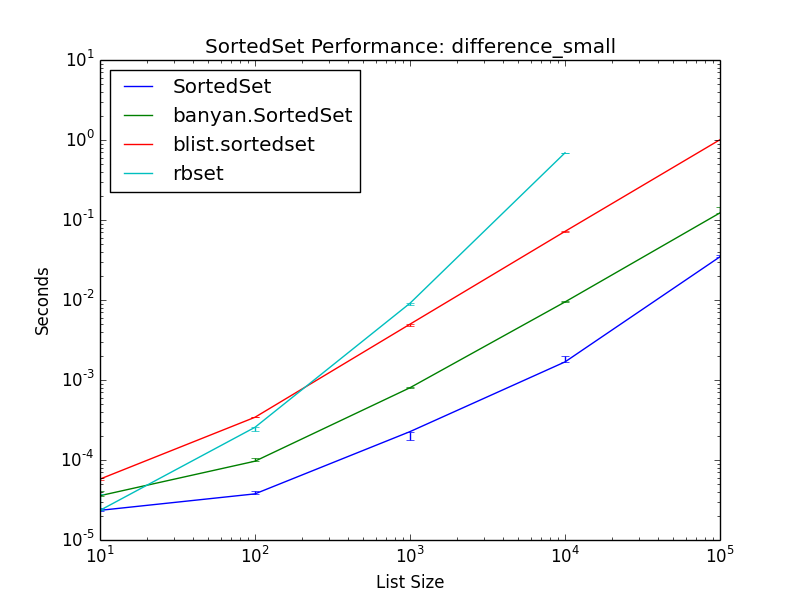 SortedSet Performance: difference_small
10^1
10^0
10^-1
10^-2
10^-3
10^-4
10^-5
Seconds
SortedSet
banyan.SortedSet
blist.sortedset
rbset
10^1 10^2 10^3 10^4 10^5
List Size